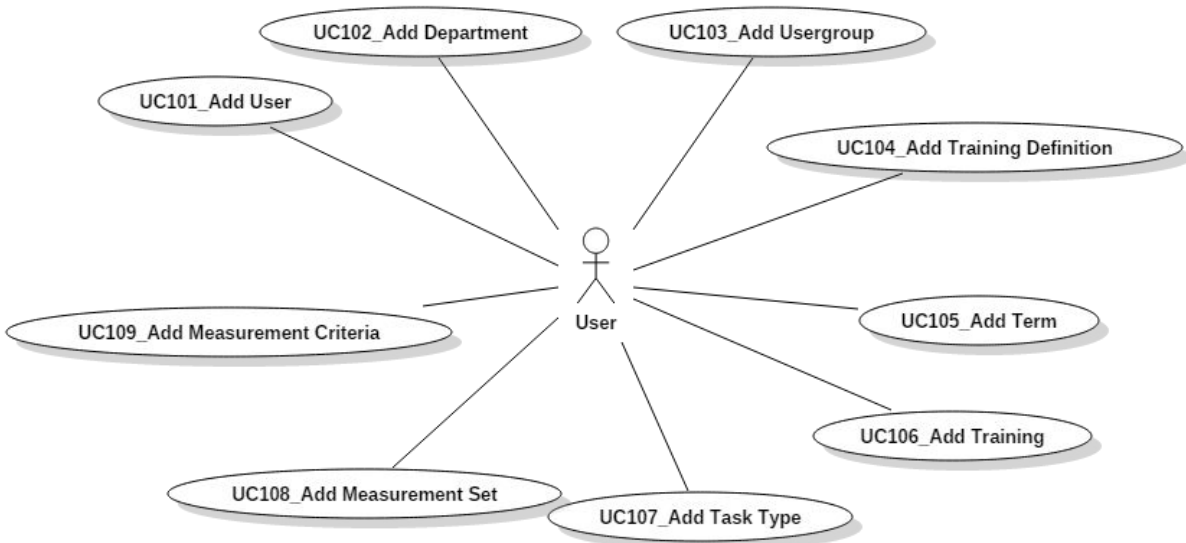 UC102_Add Department
UC103_Add Usergroup
UC101_Add User
UC104_Add Training Definition
User
UC109_Add Measurement Criteria
UC105_Add Term
UC106_Add Training
UC108_Add Measurement Set
UC107_Add Task Type